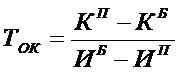 Т_ОК = (К^П − К^Б) / (И^Б − И^П)